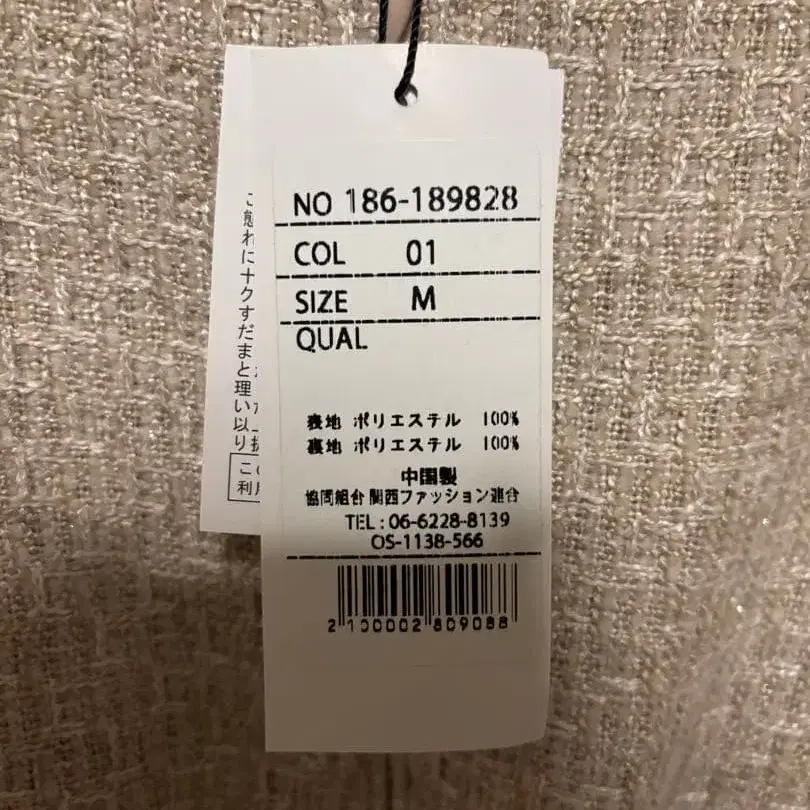 NO 186-189828
COL 01
SIZE M
QUAL
表地 ポリエステル 100%
裏地 ポリエステル 100%
中国製
協同組合 関西ファッション連合
TEL : 06-6228-8139
OS-1138-566
2100002809088